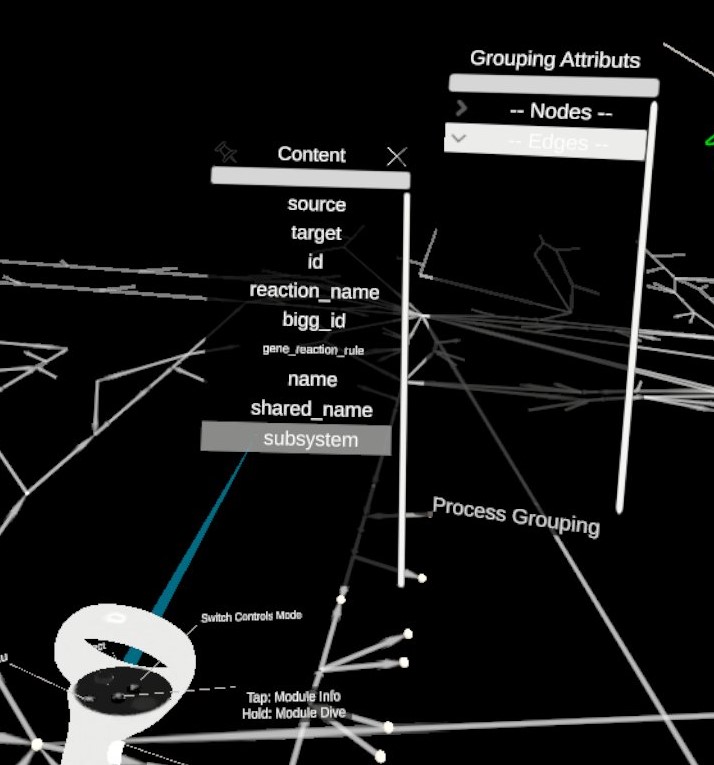 Grouping Attributs
-- Nodes --
-- Edges --
Content
source
target
id
reaction_name
bigg_id
gene_reaction_rule
name
shared_name
subsystem
Process Grouping
Switch Controls Mode
Tap: Module Info
Hold: Module Dive